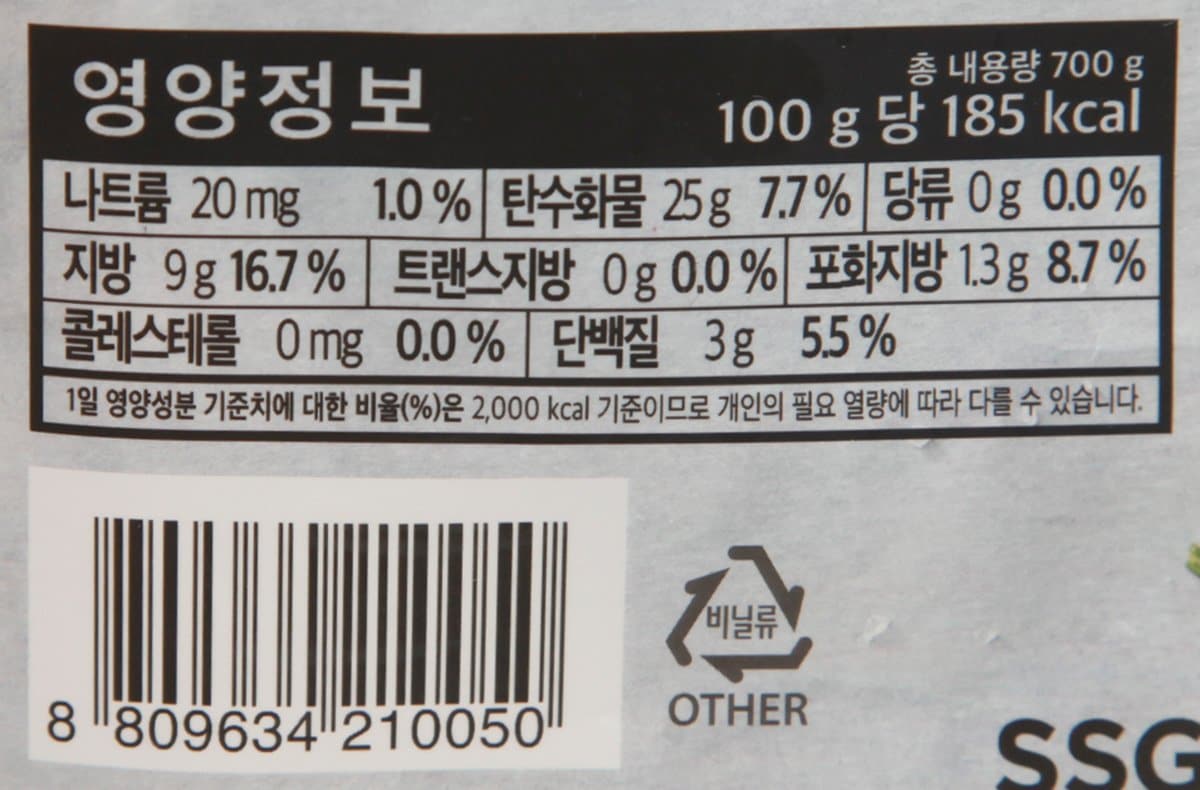 영양정보
총 내용량 700 g
100 g 당 185 kcal
나트륨 20 mg 1.0 % 탄수화물 25 g 7.7 % 당류 0 g 0.0 %
지방 9 g 16.7 % 트랜스지방 0 g 0.0 % 포화지방 1.3 g 8.7 %
콜레스테롤 0 mg 0.0 % 단백질 3 g 5.5 %
1일 영양성분 기준치에 대한 비율(%)은 2,000 kcal 기준이므로 개인의 필요 열량에 따라 다를 수 있습니다.
비닐류
OTHER
8 809634 210050
SSG